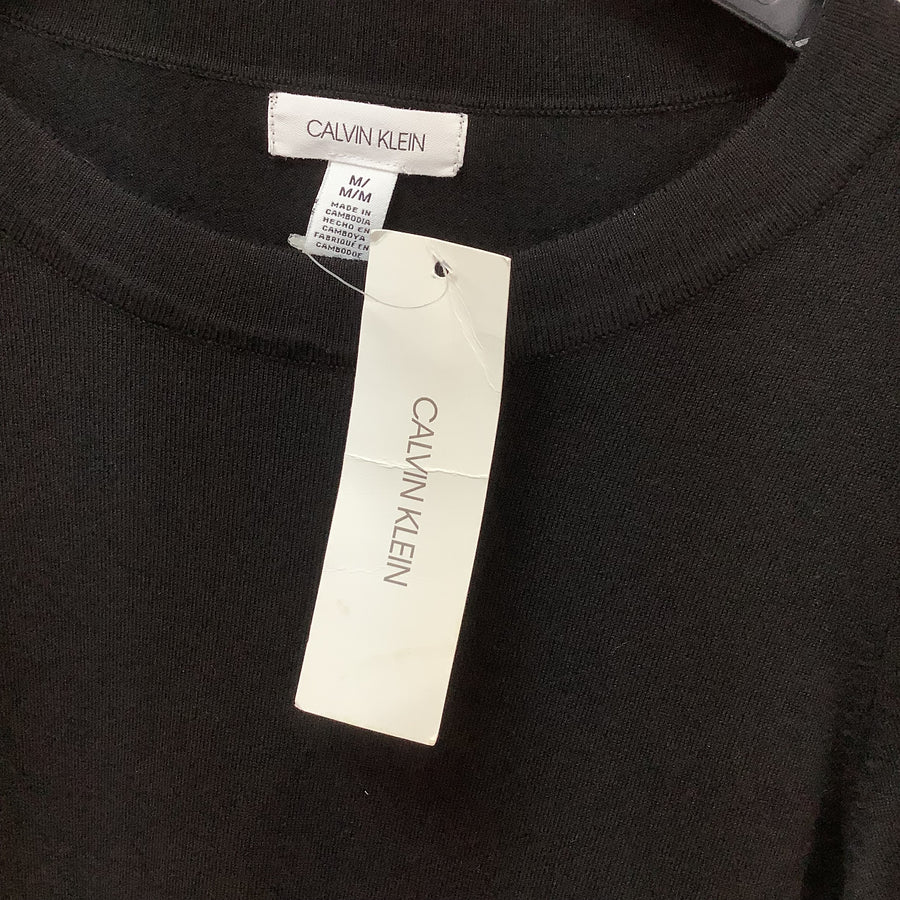 CALVIN KLEIN
M/
M/M
MADE IN
CAMBODIA
HECHO EN
CAMBOYA
FABRIQUÉ EN
CAMBODGE
CALVIN KLEIN